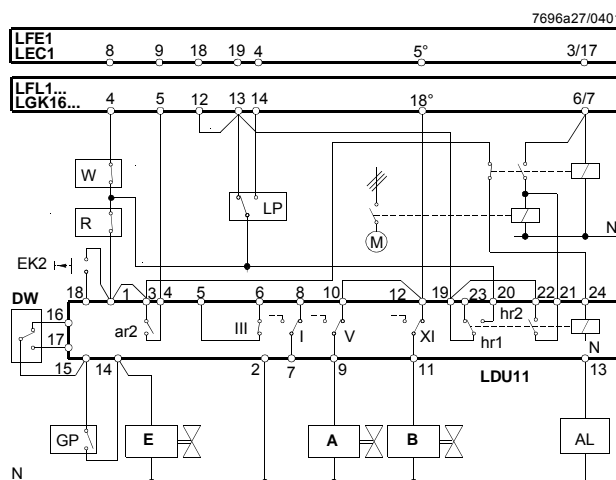 7696a27/0401
LFE1
LEC1 8 9 18 19 4 5° 3/17
LFL1...
LGK16... 4 5 12 13 14 18° 6/7
W
R LP
M N
EK2
DW 18 1 3 4 5 6 8 10 12 19 23 20 22 21 24
16 ar2 III I V XI hr2
17 hr1 N
15 14 2 7 9 11 LDU11 13
GP E A B AL
N